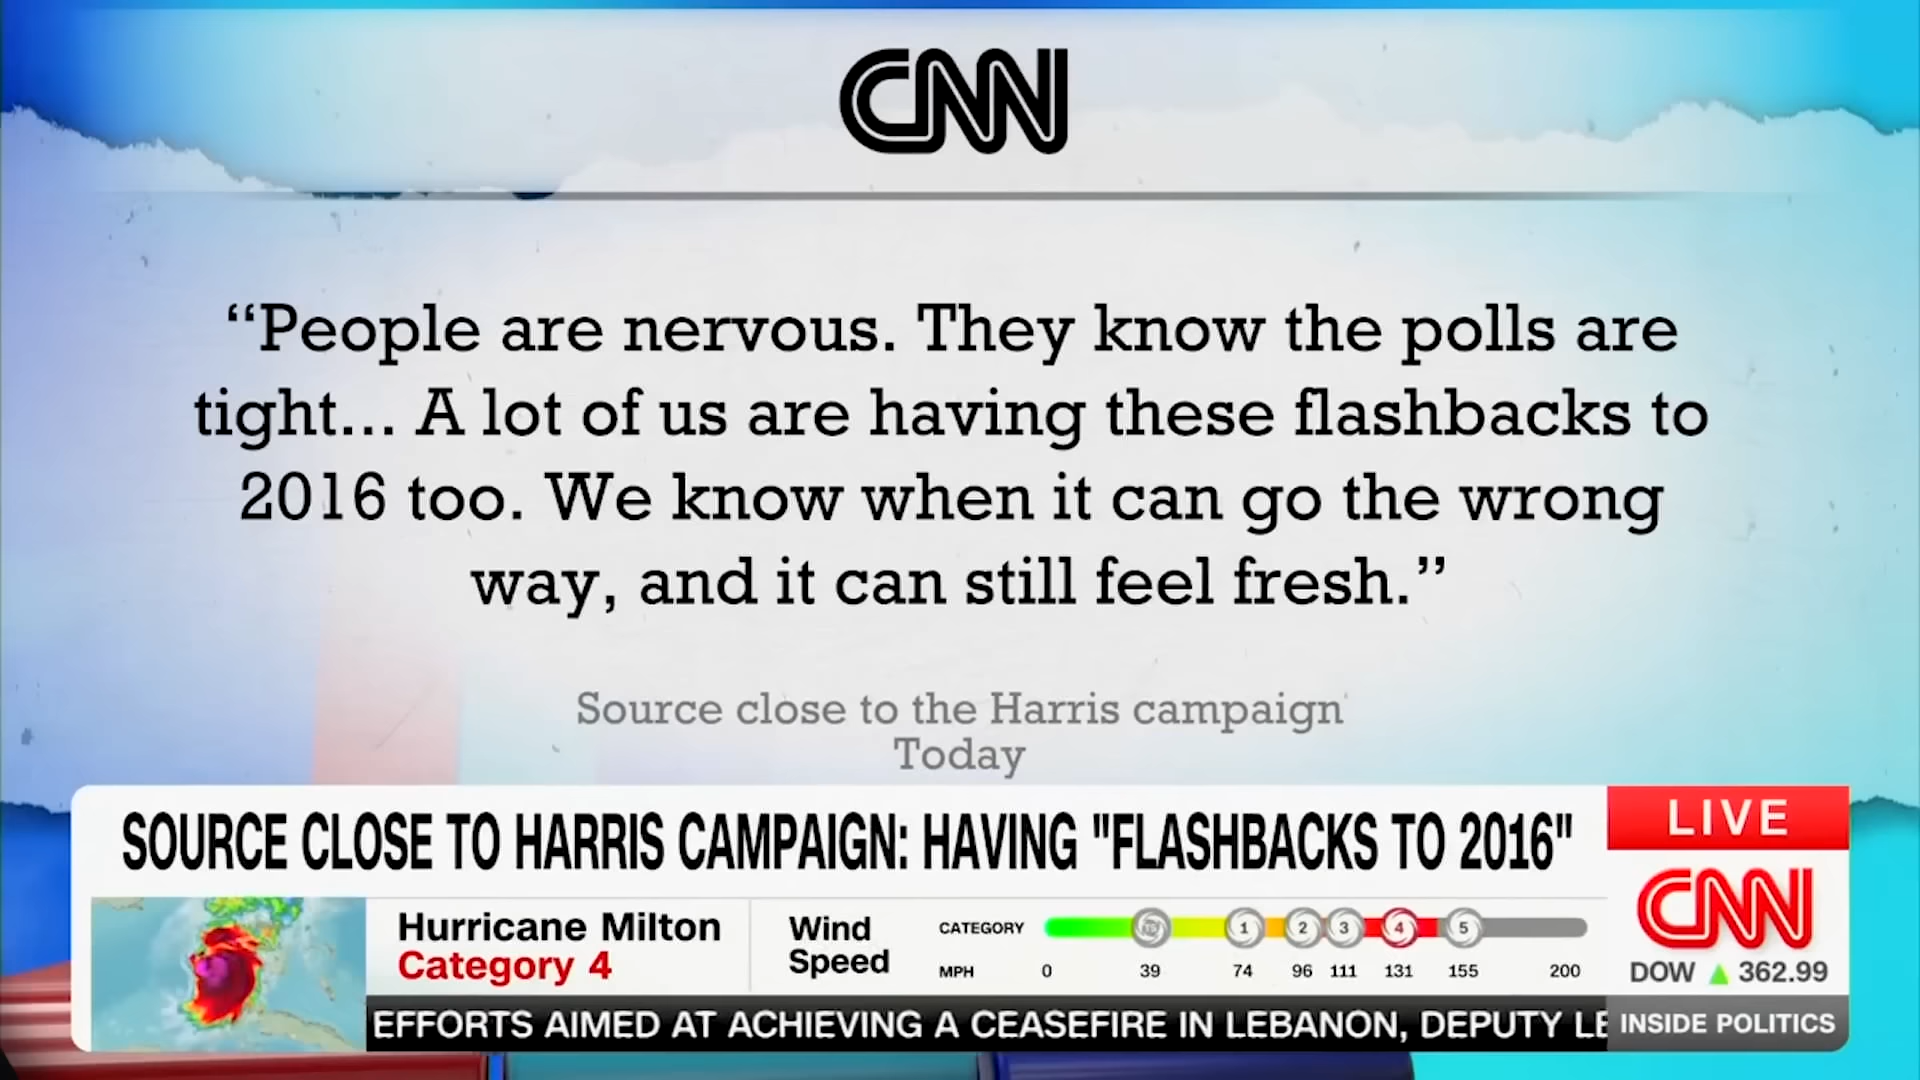 CNN
“People are nervous. They know the polls are
tight... A lot of us are having these flashbacks to
2016 too. We know when it can go the wrong
way, and it can still feel fresh.”
Source close to the Harris campaign
Today
SOURCE CLOSE TO HARRIS CAMPAIGN: HAVING "FLASHBACKS TO 2016"
LIVE
CNN
DOW ▲ 362.99
INSIDE POLITICS
Hurricane Milton
Category 4
Wind
Speed
CATEGORY TS 1 2 3 4 5
MPH 0 39 74 96 111 131 155 200
EFFORTS AIMED AT ACHIEVING A CEASEFIRE IN LEBANON, DEPUTY LE